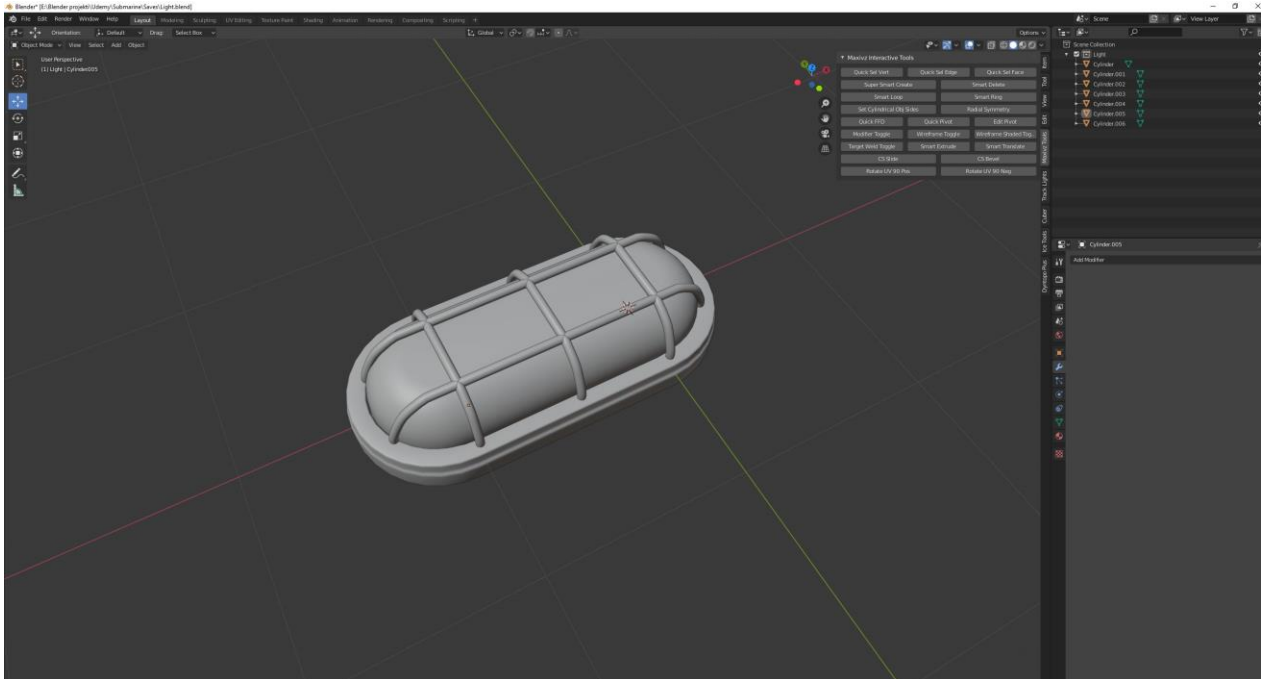 Blender* [E:\Blender projekti\Udemy\Submarine\Saves\Light.blend]
File Edit Render Window Help Layout Modeling Sculpting UV Editing Texture Paint Shading Animation Rendering Compositing Scripting + Scene View Layer
Orientation: Default Drag: Select Box Global Options
Object Mode View Select Add Object
User Perspective
(1) Light | Cylinder.005
Maxivz Interactive Tools
Quick Sel Vert Quick Sel Edge Quick Sel Face
Super Smart Create Smart Delete
Smart Loop Smart Ring
Set Cylindrical Obj Sides Radial Symmetry
Quick FFD Quick Pivot Edit Pivot
Modifier Toggle Wireframe Toggle Wireframe Shaded Tog..
Target Weld Toggle Smart Extrude Smart Translate
CS Slide CS Bevel
Rotate UV 90 Pos Rotate UV 90 Neg
Item
Tool
View
Edit
Maxivz Tools
Track Lights
Cuber
Ice Tools
Dyntopo Plus
Scene Collection
Light
Cylinder
Cylinder.001
Cylinder.002
Cylinder.003
Cylinder.004
Cylinder.005
Cylinder.006
Cylinder.005
Add Modifier